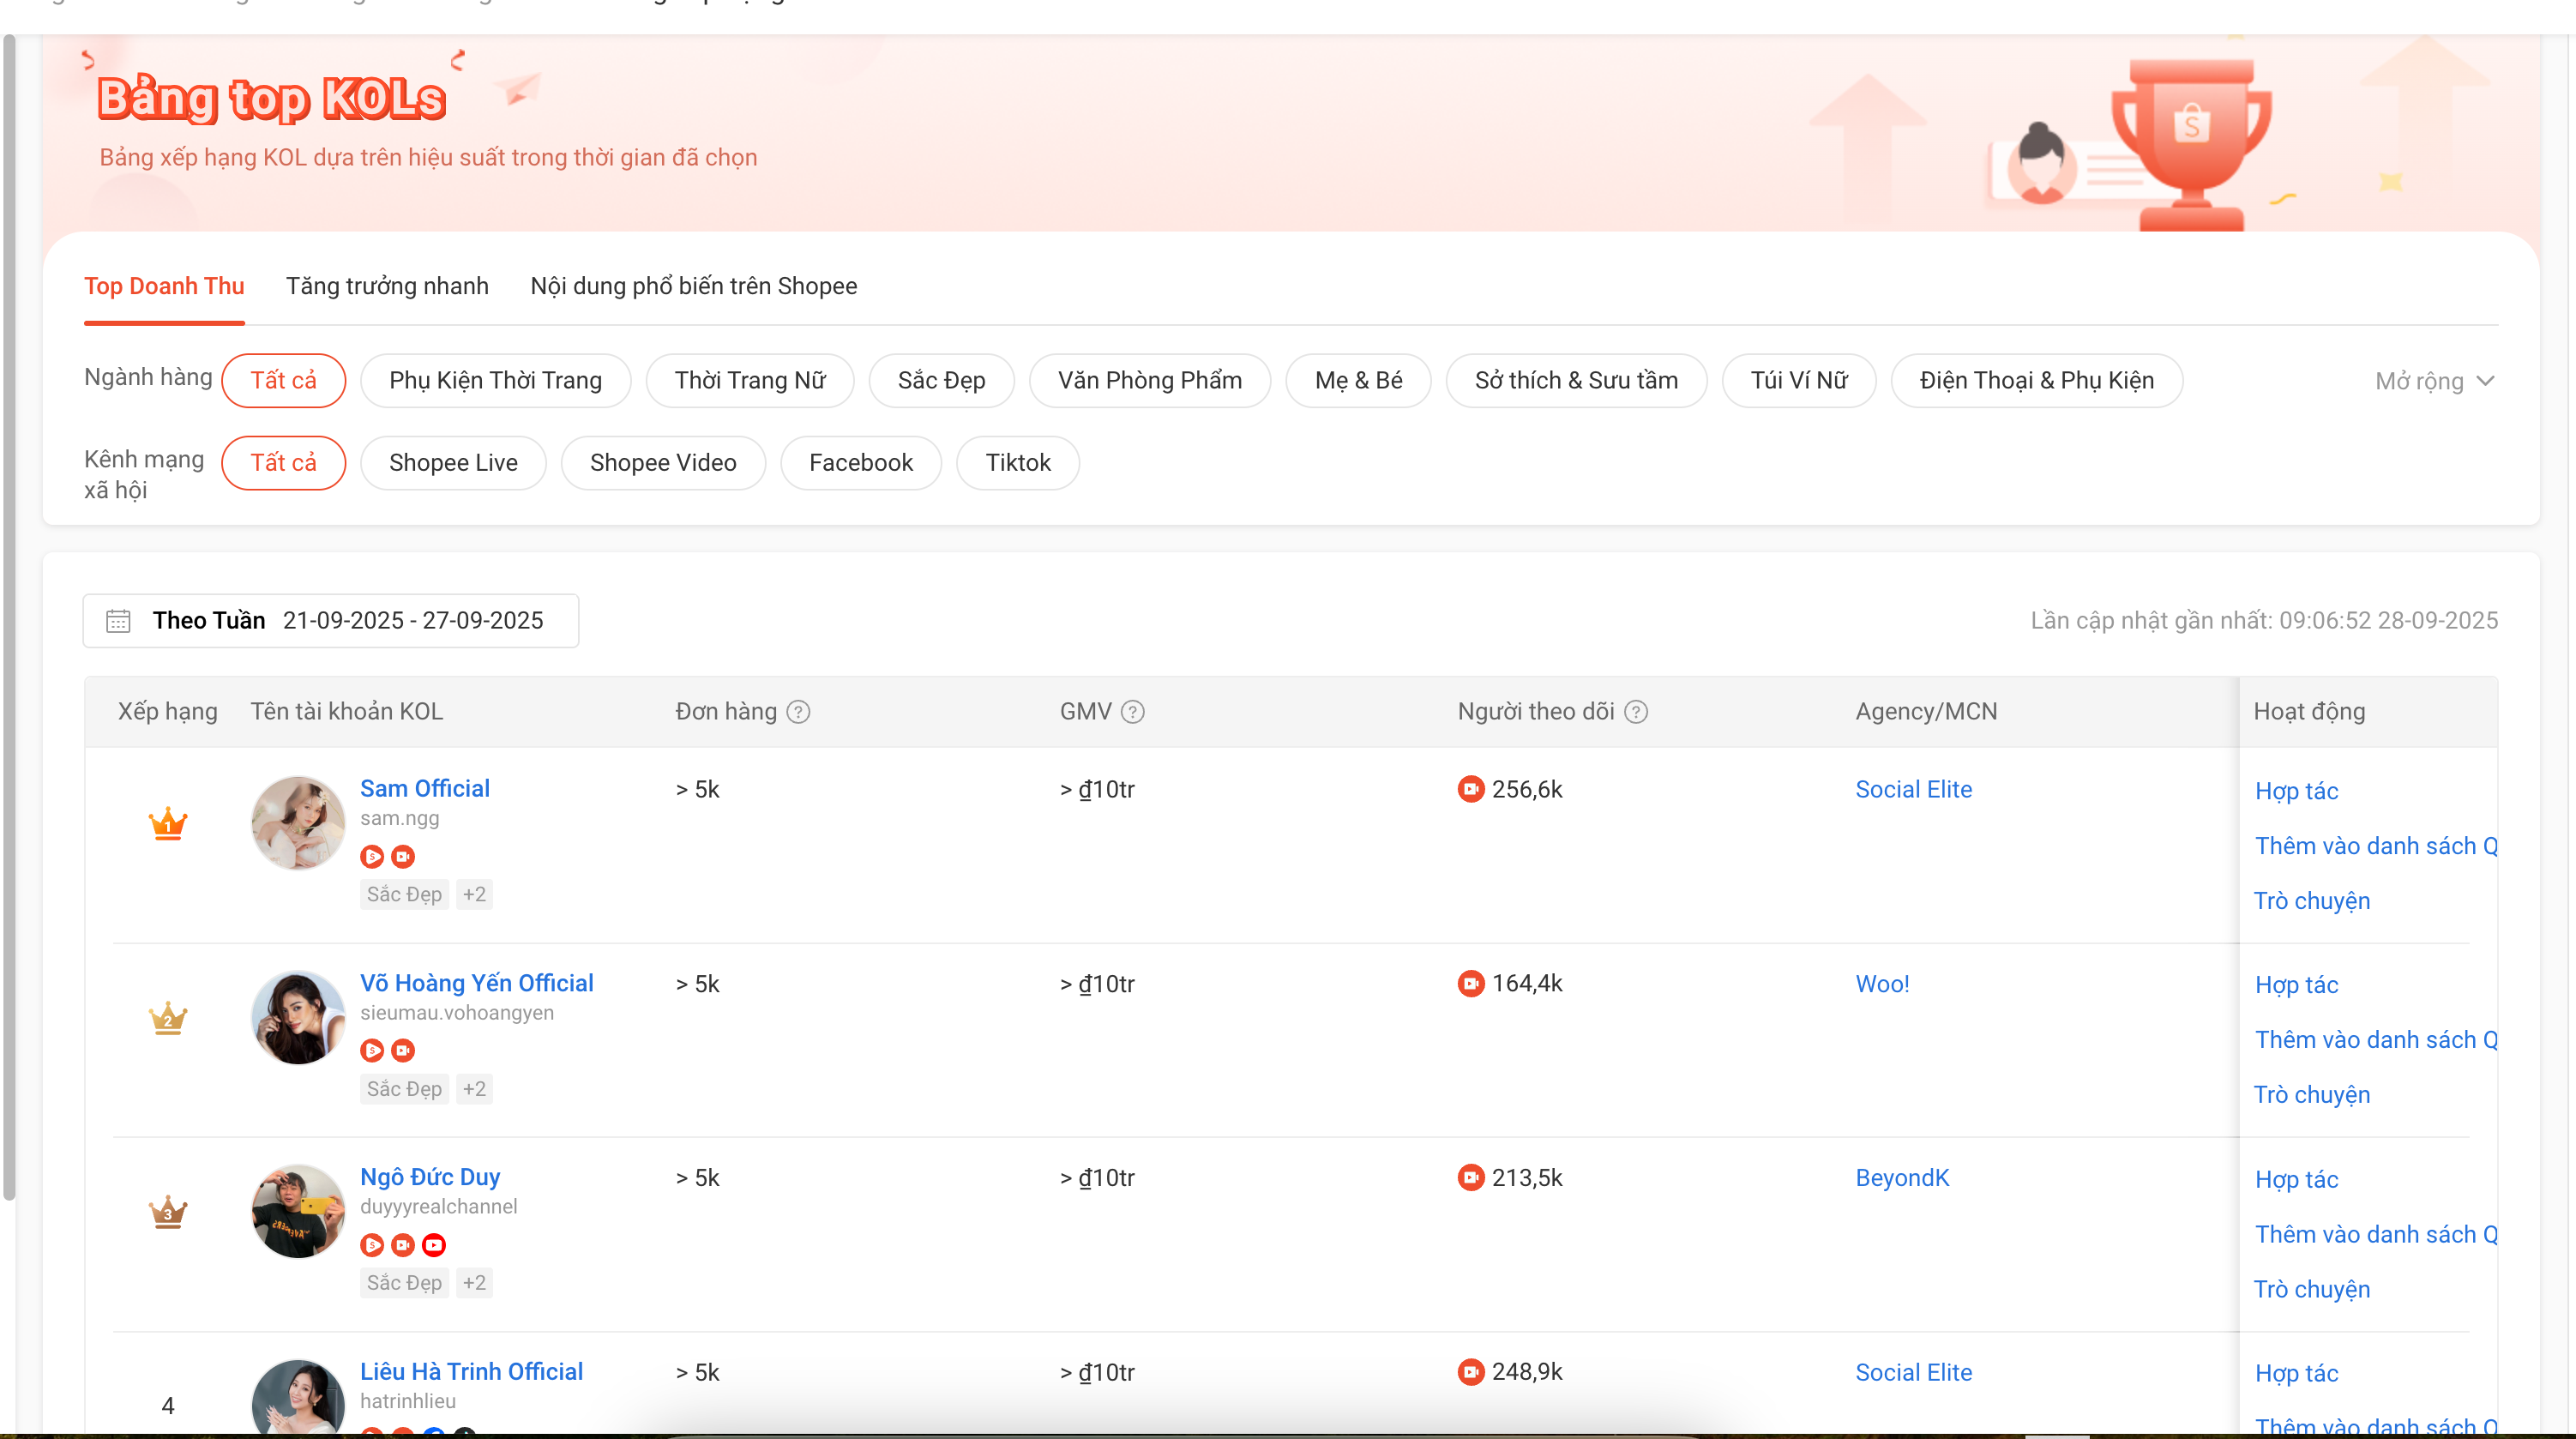 Bảng top KOLs
Bảng xếp hạng KOL dựa trên hiệu suất trong thời gian đã chọn
Top Doanh Thu Tăng trưởng nhanh Nội dung phổ biến trên Shopee
Ngành hàng Tất cả Phụ Kiện Thời Trang Thời Trang Nữ Sắc Đẹp Văn Phòng Phẩm Mẹ & Bé Sở thích & Sưu tầm Túi Ví Nữ Điện Thoại & Phụ Kiện Mở rộng
Kênh mạng xã hội Tất cả Shopee Live Shopee Video Facebook Tiktok
Theo Tuần 21-09-2025 - 27-09-2025 Lần cập nhật gần nhất: 09:06:52 28-09-2025
Xếp hạng Tên tài khoản KOL Đơn hàng GMV Người theo dõi Agency/MCN Hoạt động
1 Sam Official > 5k > ₫10tr 256,6k Social Elite Hợp tác
sam.ngg
Thêm vào danh sách Q
Sắc Đẹp +2
Trò chuyện
2 Võ Hoàng Yến Official > 5k > ₫10tr 164,4k Woo! Hợp tác
sieumau.vohoangyen
Thêm vào danh sách Q
Sắc Đẹp +2
Trò chuyện
3 Ngô Đức Duy > 5k > ₫10tr 213,5k BeyondK Hợp tác
duyyyrealchannel
Thêm vào danh sách Q
Sắc Đẹp +2
Trò chuyện
4 Liêu Hà Trinh Official > 5k > ₫10tr 248,9k Social Elite Hợp tác
hatrinhlieu
Thêm vào danh sách Q